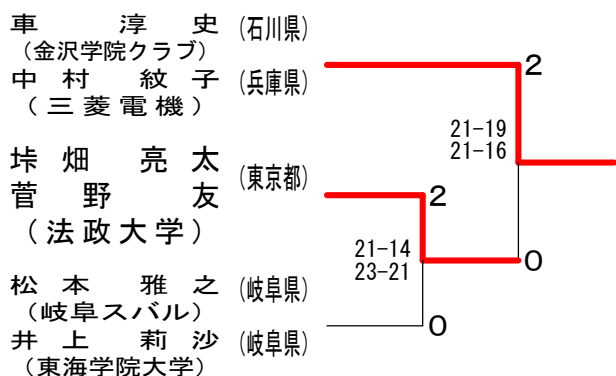 車 淳 史 (石川県)
(金沢学院クラブ)
中 村 紋 子 (兵庫県)
(三菱電機)
2
21-19
21-16
垰 畑 亮 太
(東京都)
菅 野 友
(法政大学)
2
21-14
23-21
0
松 本 雅 之 (岐阜県)
(岐阜スバル)
0
井 上 莉 沙 (岐阜県)
(東海学院大学)